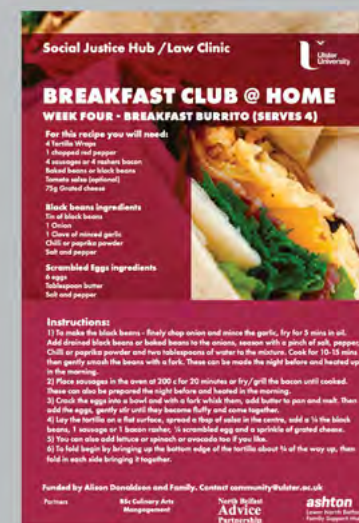 Social Justice Hub /Law Clinic
Ulster
University
BREAKFAST CLUB @ HOME
WEEK FOUR - BREAKFAST BURRITO (SERVES 4)
For this recipe you will need:
4 Tortilla Wraps
1 chopped red pepper
4 sausages or 4 rashers bacon
Baked beans or black beans
Tomato salsa (optional)
75g Grated cheese
Black beans ingredients
Tin of black beans
1 Onion
1 Clove of minced garlic
Chilli or paprika powder
Salt and pepper
Scrambled Eggs ingredients
6 eggs
Tablespoon butter
Salt and pepper
Instructions:
1) To make the black beans - finely chop onion and mince the garlic, fry for 5 mins in oil.
Add drained black beans or baked beans to the onions, season with a pinch of salt, pepper,
Chilli or paprika powder and two tablespoons of water to the mixture. Cook for 10-15 mins
then gently smash the beans with a fork. These can be made the night before and heated up
in the morning.
2) Place sausages in the oven at 200 c for 20 minutes or fry/grill the bacon until cooked.
These can also be prepared the night before and heated in the morning.
3) Crack the eggs into a bowl and with a fork whisk them, add butter to pan and melt. Then
add the eggs, gently stir until they become fluffy and come together.
4) Lay the tortilla on a flat surface, spread a tbsp of salsa in the centre, add a ¼ the black
beans, 1 sausage or 1 bacon rasher, ¼ scrambled egg and a sprinkle of grated cheese.
5) You can also add lettuce or spinach or avocado too if you like.
6) To fold begin by bringing up the bottom edge of the tortilla about ¾ of the way up, then
fold in each side bringing it together.
Funded by Alison Donaldson and Family. Contact community@ulster.ac.uk
Partners
BSc Culinary Arts
Mangagement
North Belfast
Advice
Partnership
ashton
Lower North Belfast
Family Support Hub